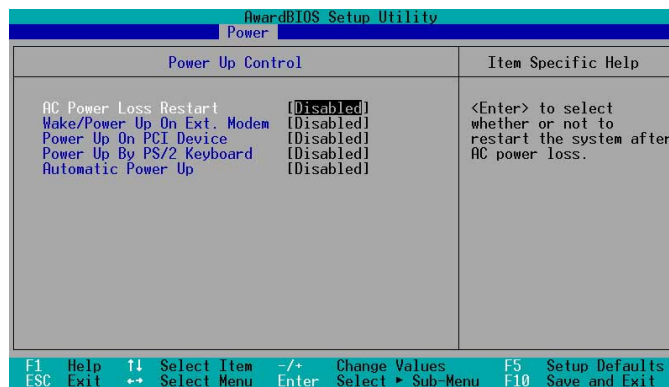 AwardBIOS Setup Utility
Power
Power Up Control
Item Specific Help
AC Power Loss Restart [Disabled]
Wake/Power Up On Ext. Modem [Disabled]
Power Up On PCI Device [Disabled]
Power Up By PS/2 Keyboard [Disabled]
Automatic Power Up [Disabled]
<Enter> to select
whether or not to
restart the system after
AC power loss.
F1 Help ↑↓ Select Item -/+ Change Values F5 Setup Defaults
ESC Exit ←→ Select Menu Enter Select ► Sub-Menu F10 Save and Exit